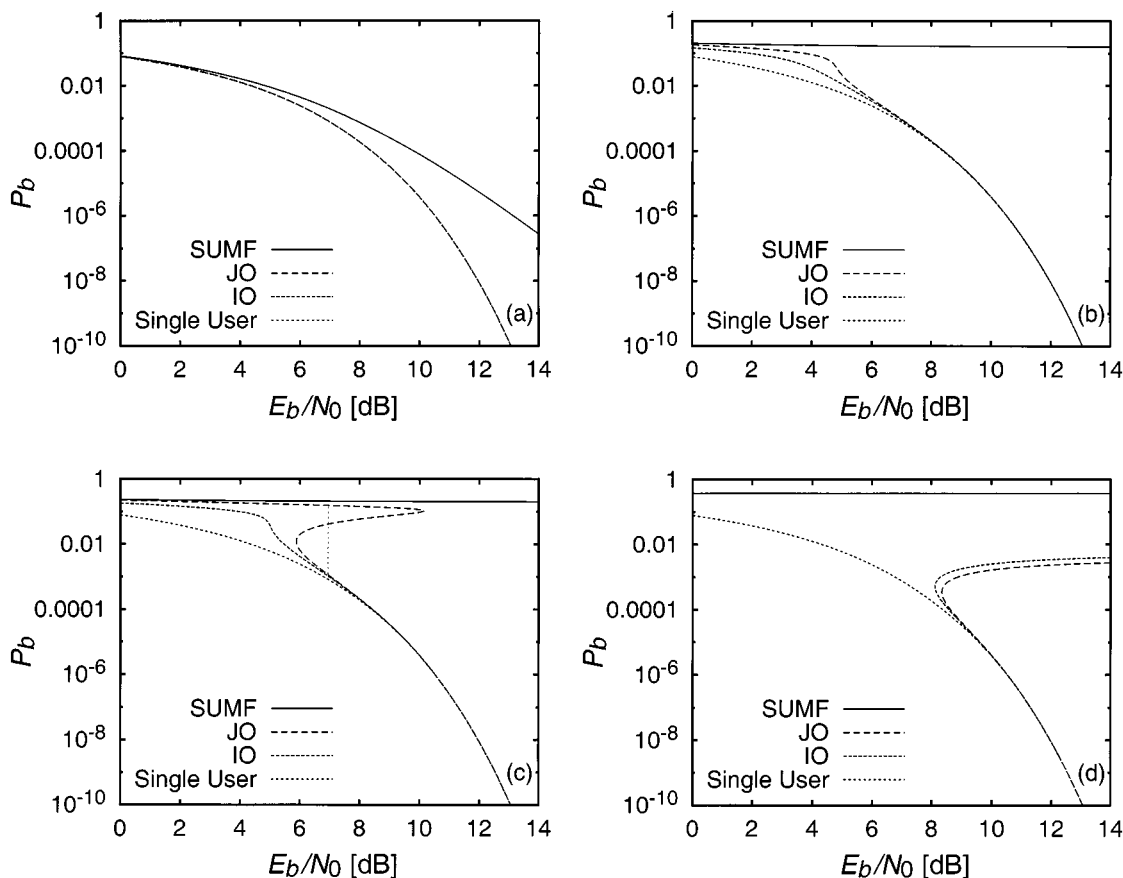 1
0.01
0.0001
10-6
10-8
10-10
Pb
SUMF
JO
IO
Single User
(a)
0 2 4 6 8 10 12 14
Eb/N0 [dB]
1
0.01
0.0001
10-6
10-8
10-10
Pb
SUMF
JO
IO
Single User
(b)
0 2 4 6 8 10 12 14
Eb/N0 [dB]
1
0.01
0.0001
10-6
10-8
10-10
Pb
SUMF
JO
IO
Single User
(c)
0 2 4 6 8 10 12 14
Eb/N0 [dB]
1
0.01
0.0001
10-6
10-8
10-10
Pb
SUMF
JO
IO
Single User
(d)
0 2 4 6 8 10 12 14
Eb/N0 [dB]